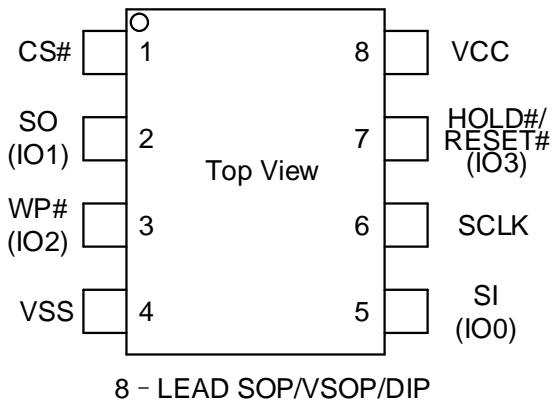 CS#
1
8
VCC
SO
(IO1)
2
7
HOLD#/
RESET#
(IO3)
Top View
WP#
(IO2)
3
6
SCLK
VSS
4
5
SI
(IO0)
8 – LEAD SOP/VSOP/DIP